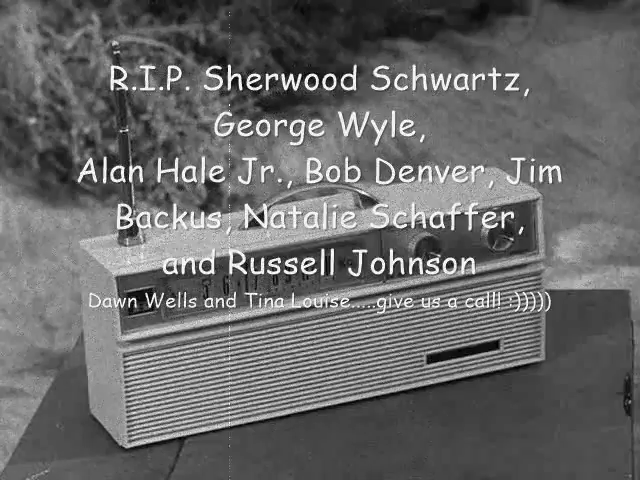 R.I.P. Sherwood Schwartz,
George Wyle,
Alan Hale Jr., Bob Denver, Jim
Backus, Natalie Schaffer,
and Russell Johnson
Dawn Wells and Tina Louise.....give us a call! :)))))